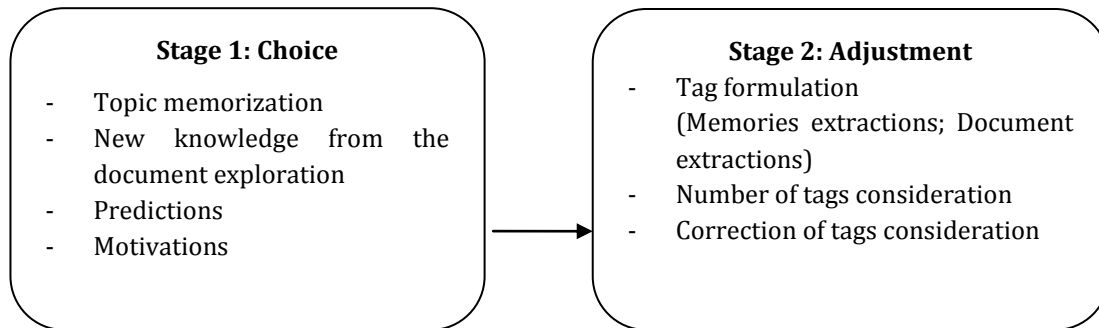 Stage 1: Choice
- Topic memorization
- New knowledge from the
document exploration
- Predictions
- Motivations
Stage 2: Adjustment
- Tag formulation
(Memories extractions; Document
extractions)
- Number of tags consideration
- Correction of tags consideration